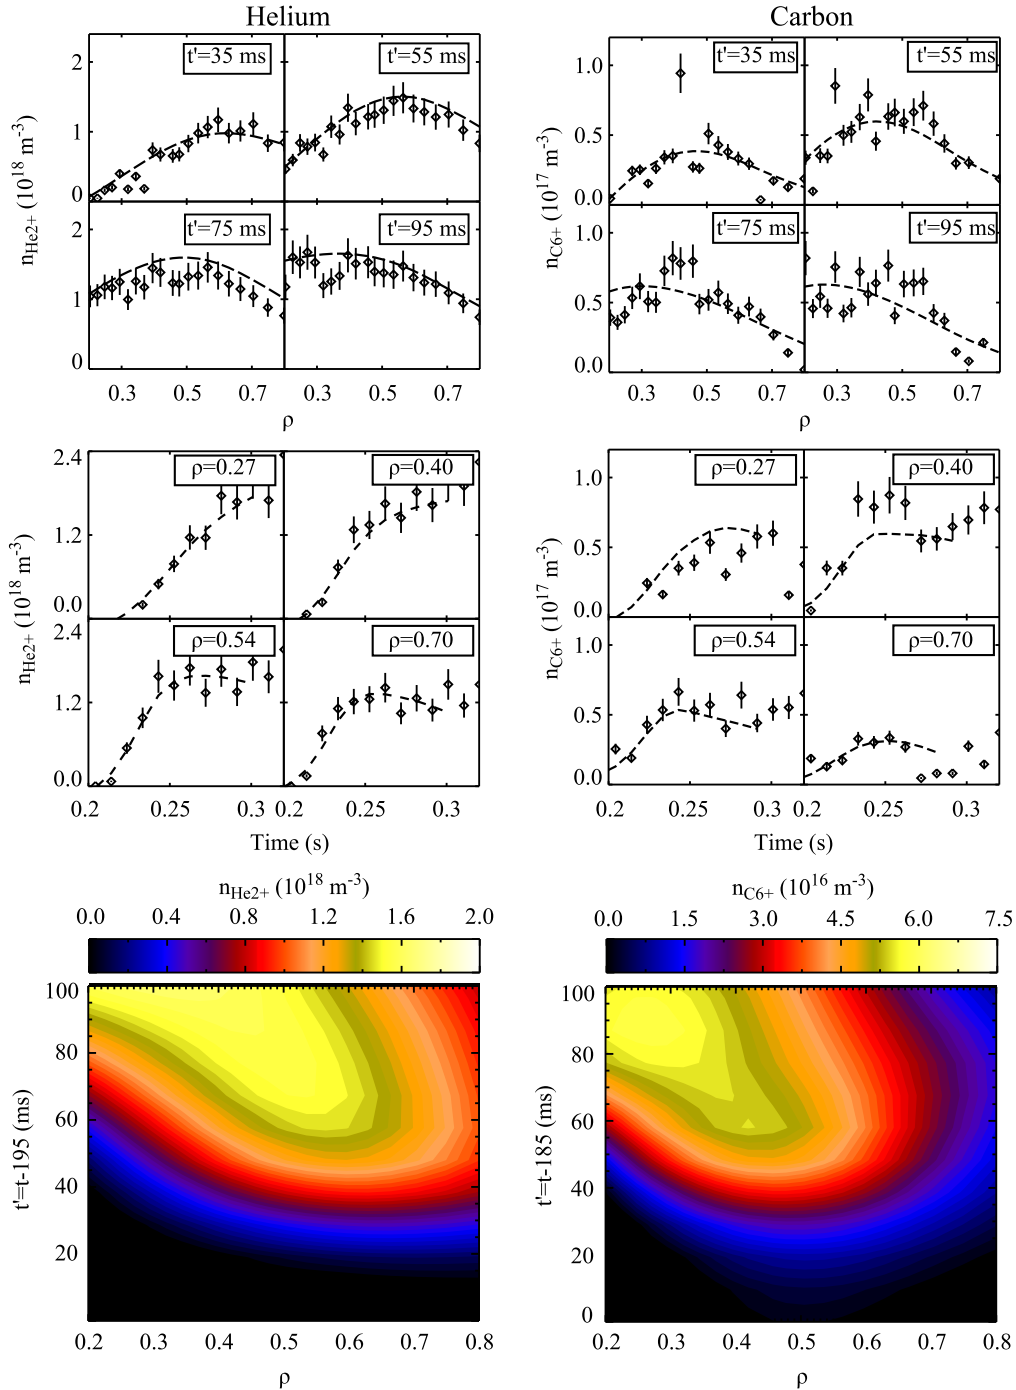 Helium
Carbon
t'=35 ms
t'=55 ms
t'=35 ms
t'=55 ms
2
1
0
1.0
0.5
0.0
t'=75 ms
t'=95 ms
t'=75 ms
t'=95 ms
2
1
0
1.0
0.5
0.0
nHe2+ (10^18 m-3)
nC6+ (10^17 m-3)
0.3 0.5 0.7 0.3 0.5 0.7
0.3 0.5 0.7 0.3 0.5 0.7
ρ
ρ
ρ=0.27
ρ=0.40
ρ=0.27
ρ=0.40
2.4
1.2
0.0
1.0
0.5
0.0
ρ=0.54
ρ=0.70
ρ=0.54
ρ=0.70
2.4
1.2
0.0
1.0
0.5
0.0
nHe2+ (10^18 m-3)
nC6+ (10^17 m-3)
0.2 0.25 0.3 0.2 0.25 0.3
0.2 0.25 0.3 0.2 0.25 0.3
Time (s)
Time (s)
nHe2+ (10^18 m-3)
0.0 0.4 0.8 1.2 1.6 2.0
nC6+ (10^16 m-3)
0.0 1.5 3.0 4.5 6.0 7.5
100
80
60
40
20
t'=t-195 (ms)
0.2 0.3 0.4 0.5 0.6 0.7 0.8
ρ
100
80
60
40
20
0
t'=t-185 (ms)
0.2 0.3 0.4 0.5 0.6 0.7 0.8
ρ